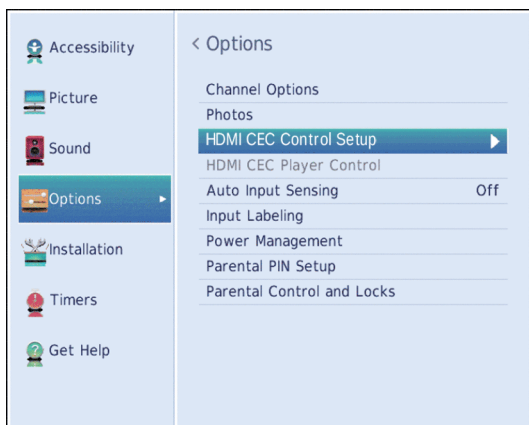 Accessibility
Picture
Sound
Options
Installation
Timers
Get Help
< Options
Channel Options
Photos
HDMI CEC Control Setup
HDMI CEC Player Control
Auto Input Sensing Off
Input Labeling
Power Management
Parental PIN Setup
Parental Control and Locks